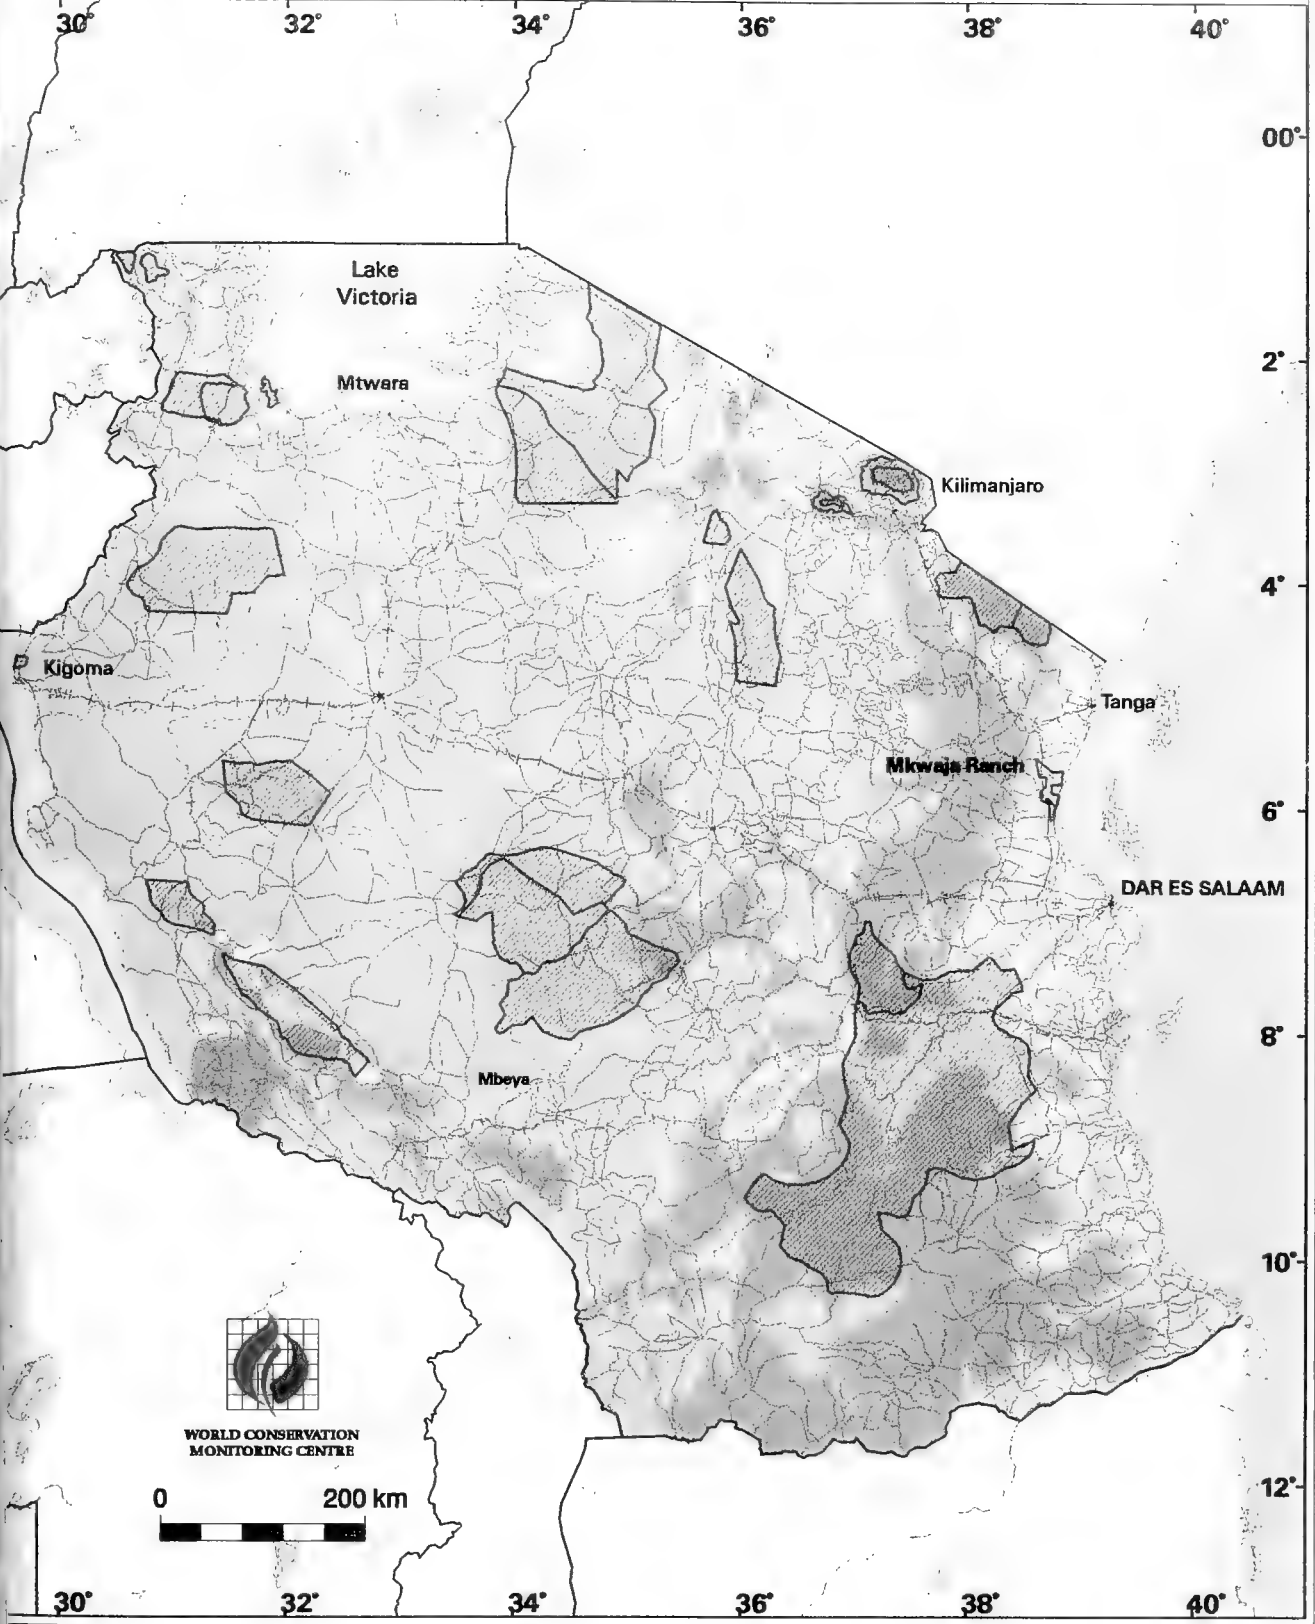 30° 32° 34° 36° 38° 40°
00°
Lake
Victoria
2°
Mtwara
Kilimanjaro
4°
Kigoma
Tanga
Mkwaja Ranch
6°
DAR ES SALAAM
8°
Mbeya
10°
WORLD CONSERVATION
MONITORING CENTRE
0 200 km
12°
30° 32° 34° 36° 38° 40°